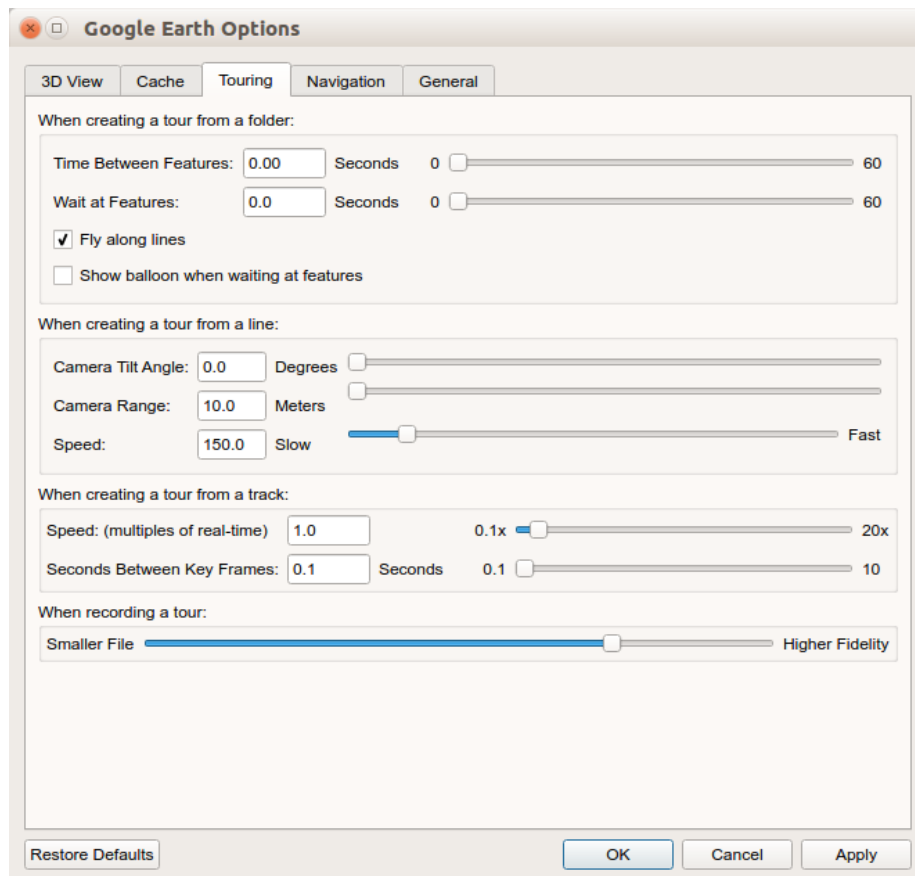 Google Earth Options
3D View Cache Touring Navigation General
When creating a tour from a folder:
Time Between Features: 0.00 Seconds 0 60
Wait at Features: 0.0 Seconds 0 60
Fly along lines
Show balloon when waiting at features
When creating a tour from a line:
Camera Tilt Angle: 0.0 Degrees
Camera Range: 10.0 Meters
Speed: 150.0 Slow Fast
When creating a tour from a track:
Speed: (multiples of real-time) 1.0 0.1x 20x
Seconds Between Key Frames: 0.1 Seconds 0.1 10
When recording a tour:
Smaller File Higher Fidelity
Restore Defaults OK Cancel Apply